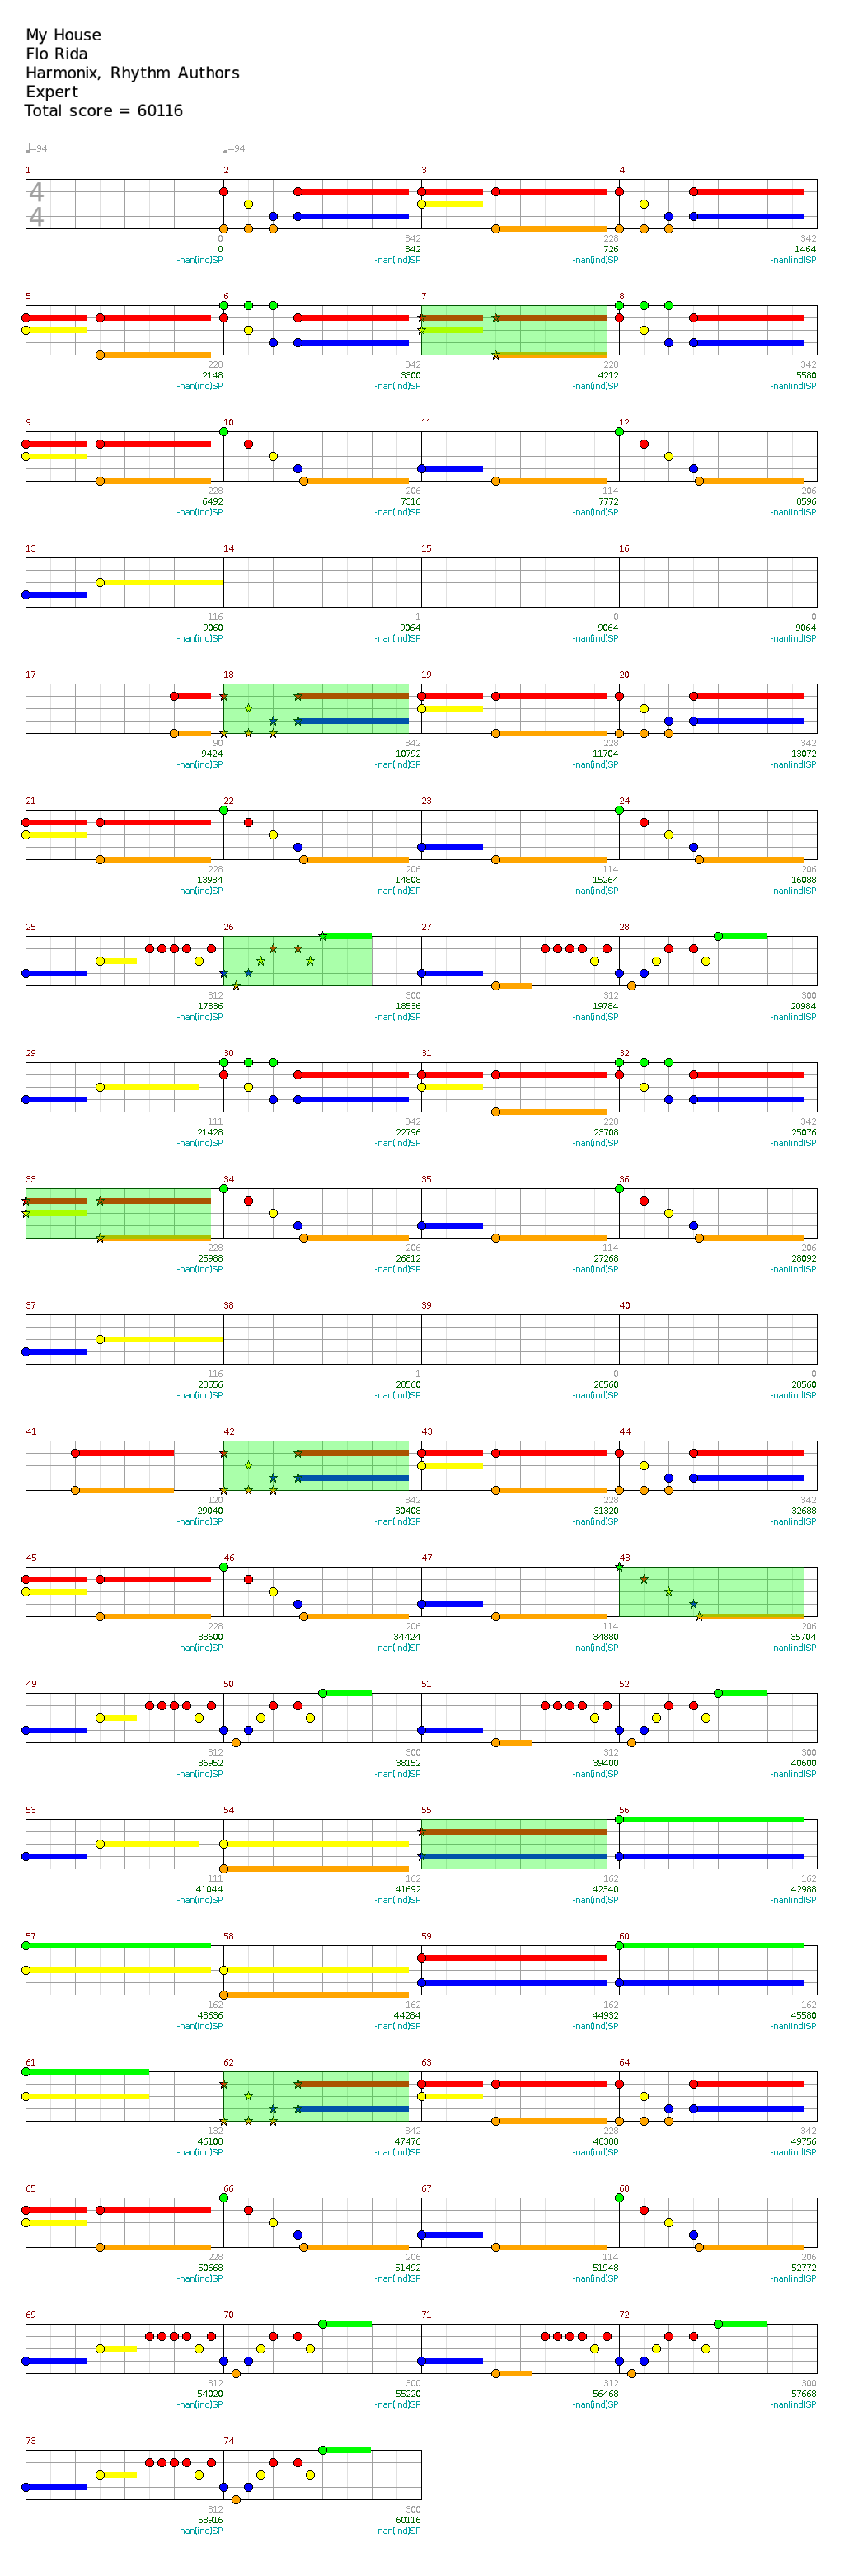 My House
Flo Rida
Harmonix, Rhythm Authors
Expert
Total score = 60116
♩=94 ♩=94
1 2 3 4
4
4
0 342 228 342
0 342 726 1464
-nan(ind)SP -nan(ind)SP -nan(ind)SP -nan(ind)SP
5 6 7 8
228 342 228 342
2148 3300 4212 5580
-nan(ind)SP -nan(ind)SP -nan(ind)SP -nan(ind)SP
9 10 11 12
228 206 114 206
6492 7316 7772 8596
-nan(ind)SP -nan(ind)SP -nan(ind)SP -nan(ind)SP
13 14 15 16
116 1 0 0
9060 9064 9064 9064
-nan(ind)SP -nan(ind)SP -nan(ind)SP -nan(ind)SP
17 18 19 20
90 342 228 342
9424 10792 11704 13072
-nan(ind)SP -nan(ind)SP -nan(ind)SP -nan(ind)SP
21 22 23 24
228 206 114 206
13984 14808 15264 16088
-nan(ind)SP -nan(ind)SP -nan(ind)SP -nan(ind)SP
25 26 27 28
312 300 312 300
17336 18536 19784 20984
-nan(ind)SP -nan(ind)SP -nan(ind)SP -nan(ind)SP
29 30 31 32
111 342 228 342
21428 22796 23708 25076
-nan(ind)SP -nan(ind)SP -nan(ind)SP -nan(ind)SP
33 34 35 36
228 206 114 206
25988 26812 27268 28092
-nan(ind)SP -nan(ind)SP -nan(ind)SP -nan(ind)SP
37 38 39 40
116 1 0 0
28556 28560 28560 28560
-nan(ind)SP -nan(ind)SP -nan(ind)SP -nan(ind)SP
41 42 43 44
120 342 228 342
29040 30408 31320 32688
-nan(ind)SP -nan(ind)SP -nan(ind)SP -nan(ind)SP
45 46 47 48
228 206 114 206
33600 34424 34880 35704
-nan(ind)SP -nan(ind)SP -nan(ind)SP -nan(ind)SP
49 50 51 52
312 300 312 300
36952 38152 39400 40600
-nan(ind)SP -nan(ind)SP -nan(ind)SP -nan(ind)SP
53 54 55 56
111 162 162 162
41044 41692 42340 42988
-nan(ind)SP -nan(ind)SP -nan(ind)SP -nan(ind)SP
57 58 59 60
162 162 162 162
43636 44284 44932 45580
-nan(ind)SP -nan(ind)SP -nan(ind)SP -nan(ind)SP
61 62 63 64
132 342 228 342
46108 47476 48388 49756
-nan(ind)SP -nan(ind)SP -nan(ind)SP -nan(ind)SP
65 66 67 68
228 206 114 206
50668 51492 51948 52772
-nan(ind)SP -nan(ind)SP -nan(ind)SP -nan(ind)SP
69 70 71 72
312 300 312 300
54020 55220 56468 57668
-nan(ind)SP -nan(ind)SP -nan(ind)SP -nan(ind)SP
73 74
312 300
58916 60116
-nan(ind)SP -nan(ind)SP